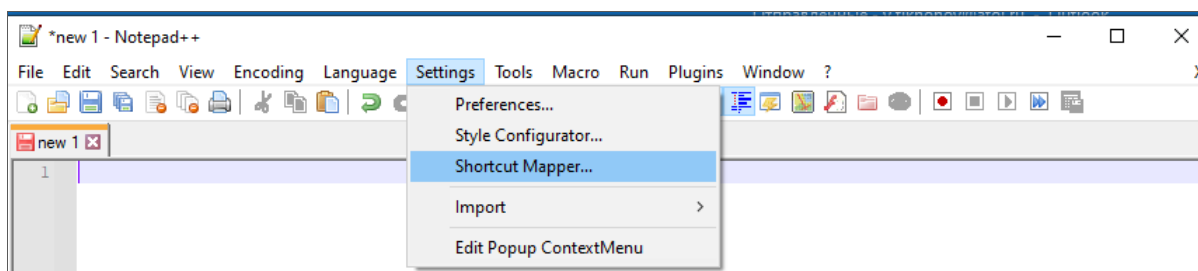 *new 1 - Notepad++
File Edit Search View Encoding Language Settings Tools Macro Run Plugins Window ?
Preferences...
new 1
Style Configurator...
1
Shortcut Mapper...
Import
Edit Popup ContextMenu